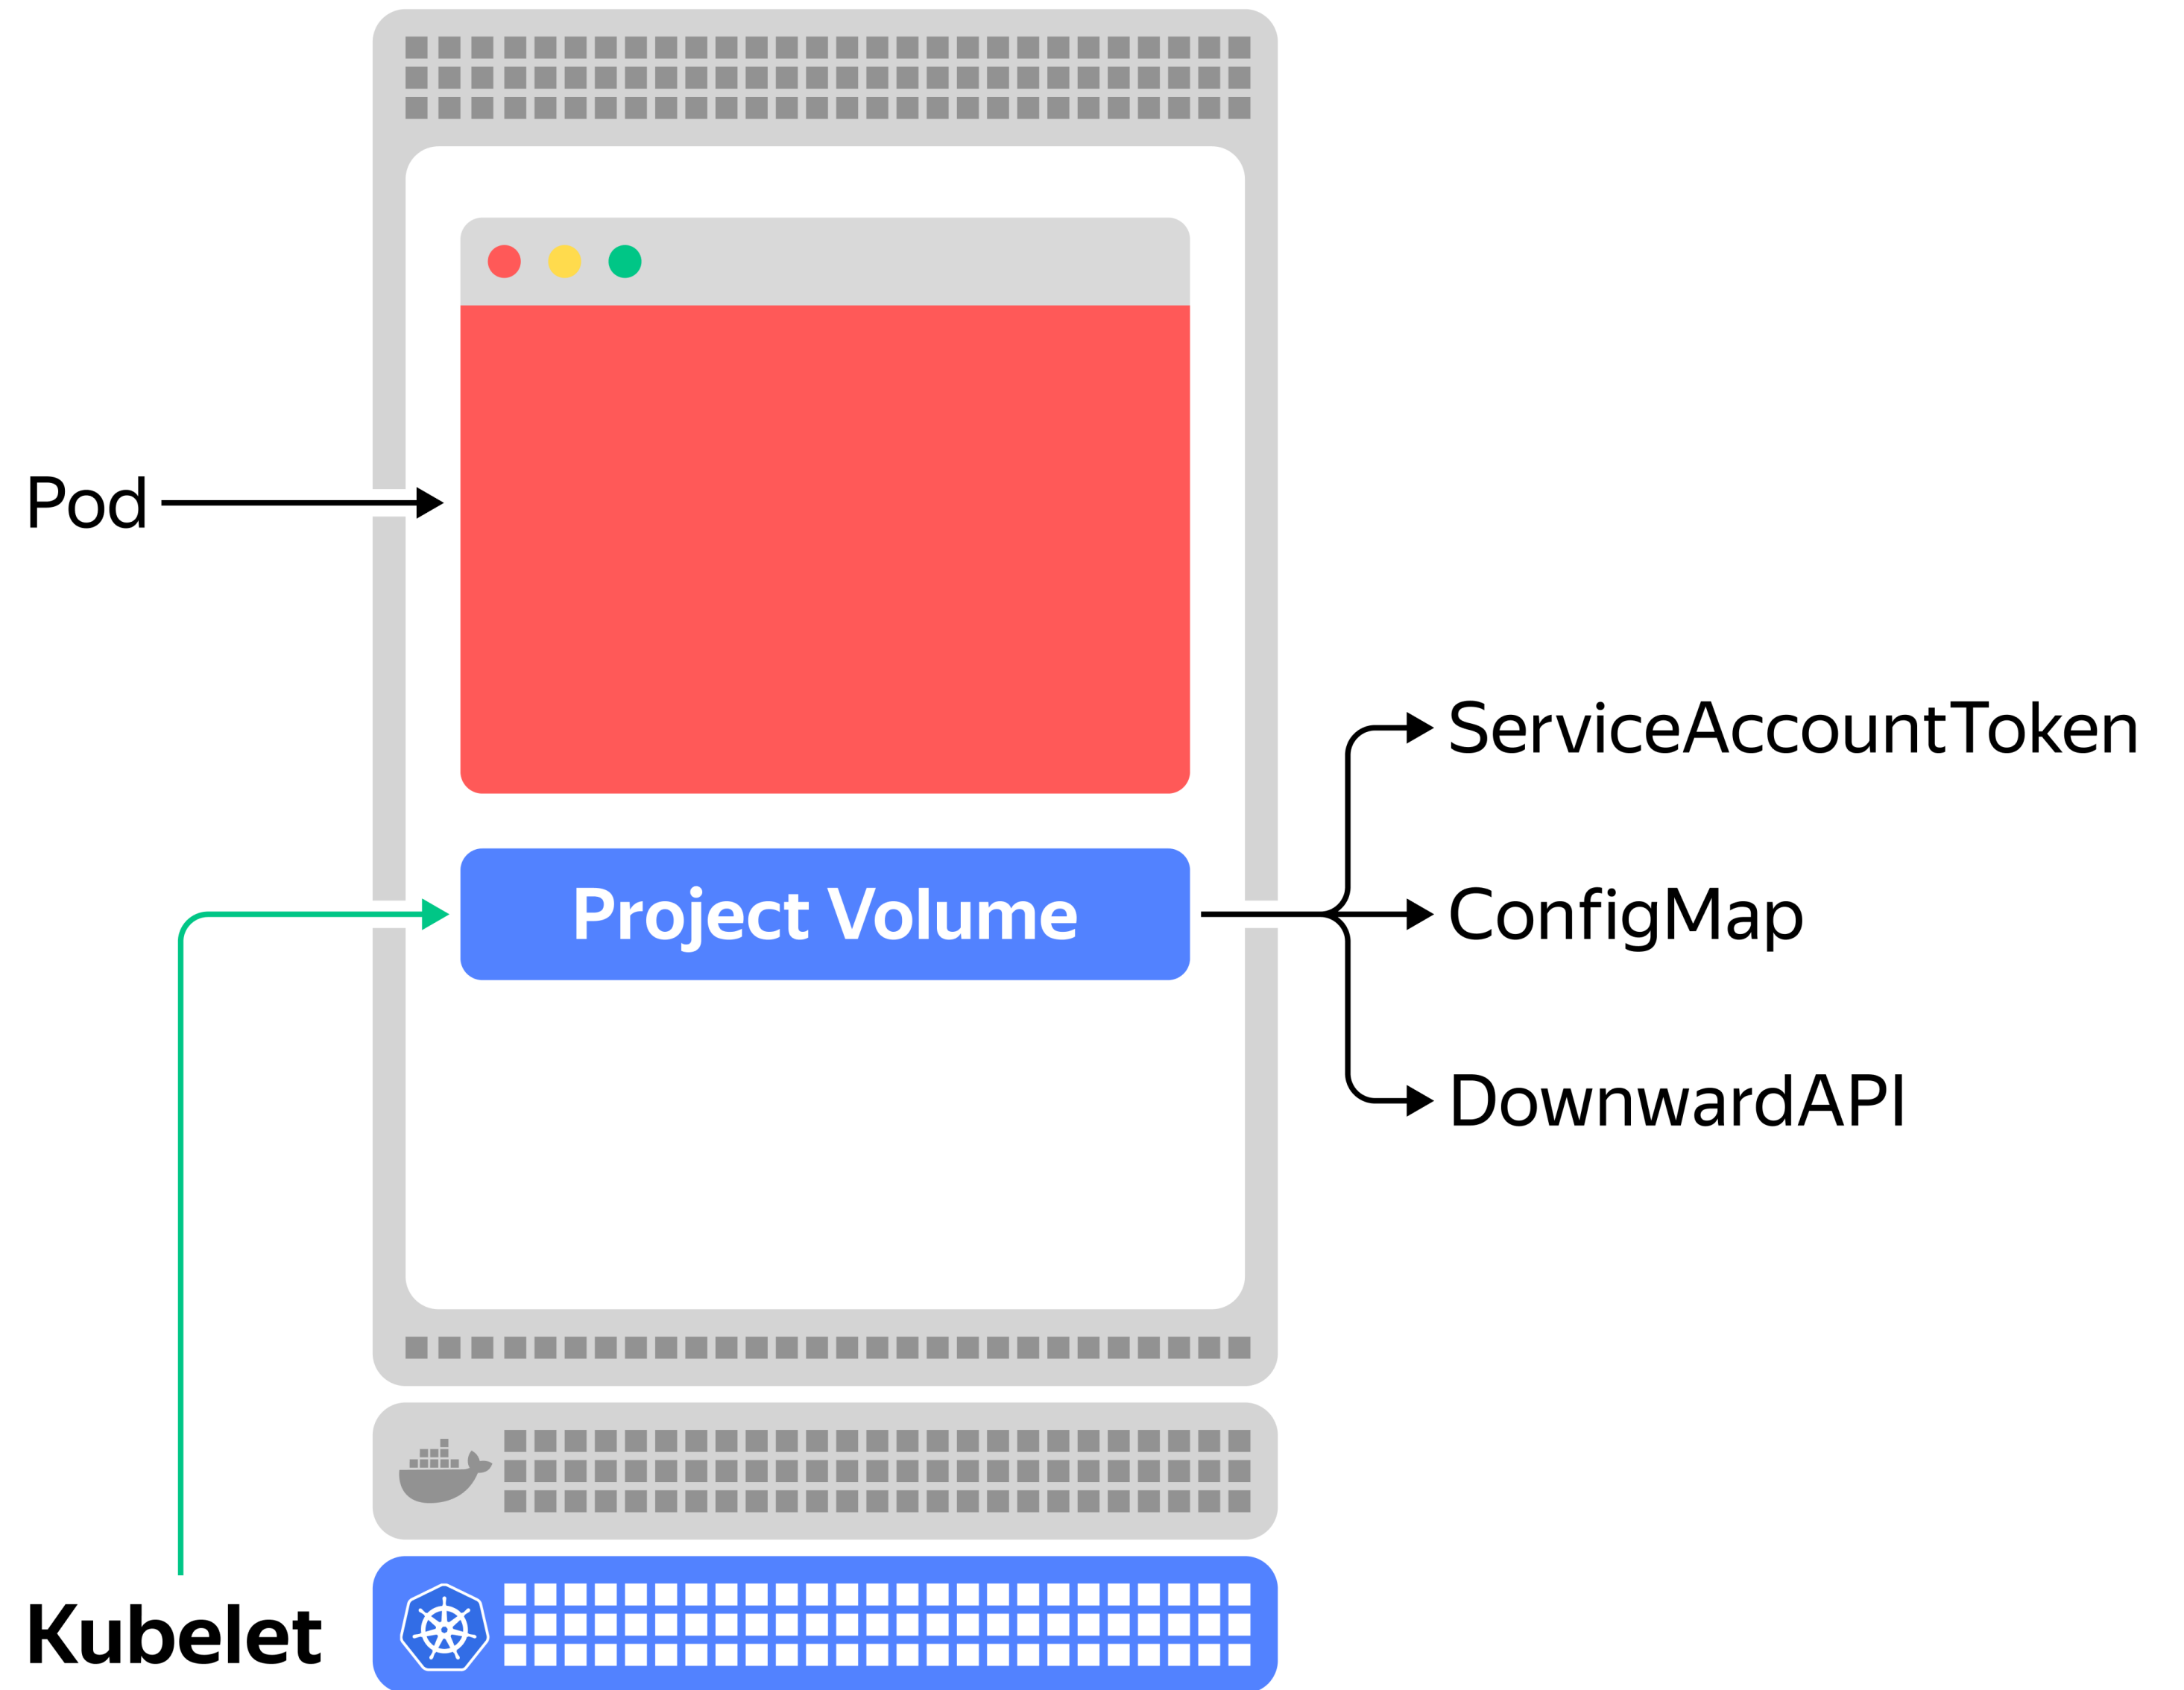 Pod
ServiceAccountToken
Project Volume
ConfigMap
DownwardAPI
Kubelet